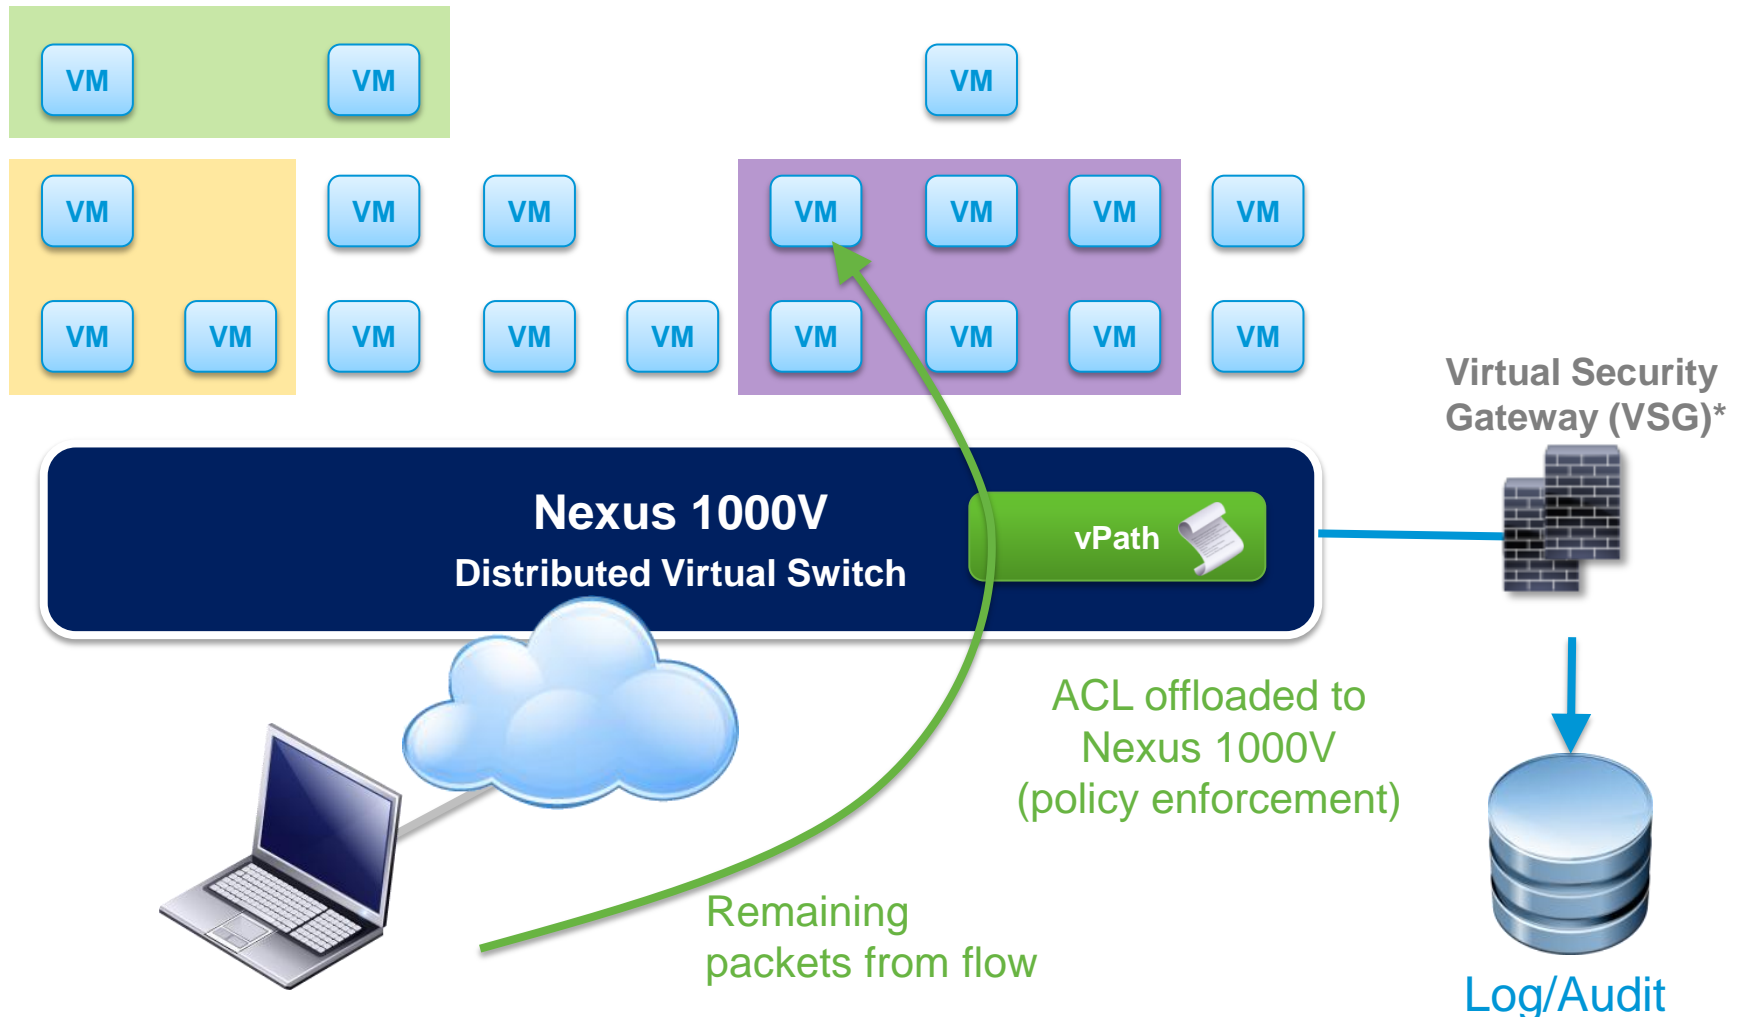 VM VM VM
VM VM VM VM VM VM VM
VM VM VM VM VM VM VM VM VM
Virtual Security
Gateway (VSG)*
Nexus 1000V
Distributed Virtual Switch
vPath
ACL offloaded to
Nexus 1000V
(policy enforcement)
Remaining
packets from flow
Log/Audit